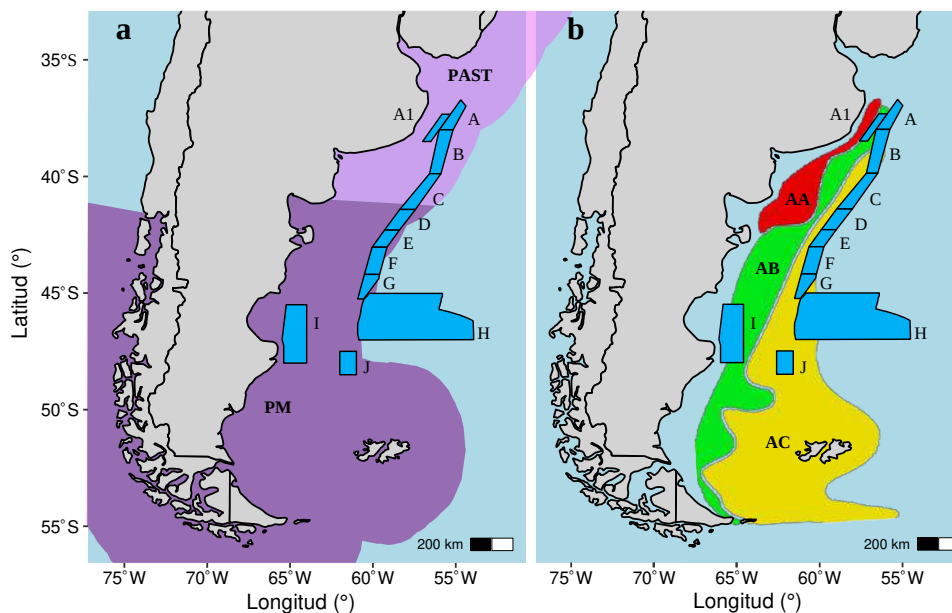 a
b
35°S
40°S
45°S
50°S
55°S
Latitud (°)
PAST
A1
A
B
C
D
E
F
G
H
I
J
PM
200 km
75°W
70°W
65°W
60°W
55°W
Longitud (°)
A1
A
B
C
AA
D
E
AB
F
G
I
H
J
AC
200 km
75°W
70°W
65°W
60°W
55°W
Longitud (°)